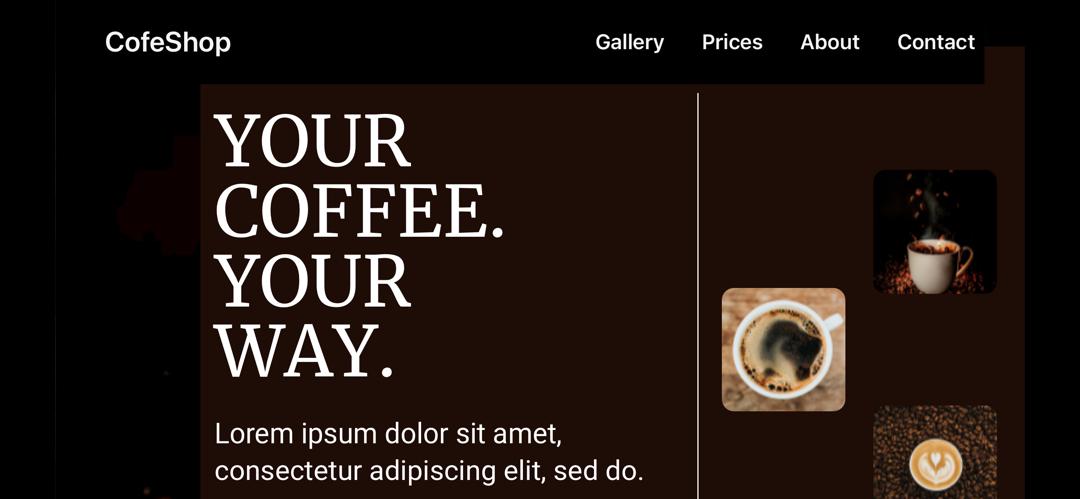 CofeShop
Gallery Prices About Contact
YOUR
COFFEE.
YOUR
WAY.
Lorem ipsum dolor sit amet,
consectetur adipiscing elit, sed do.